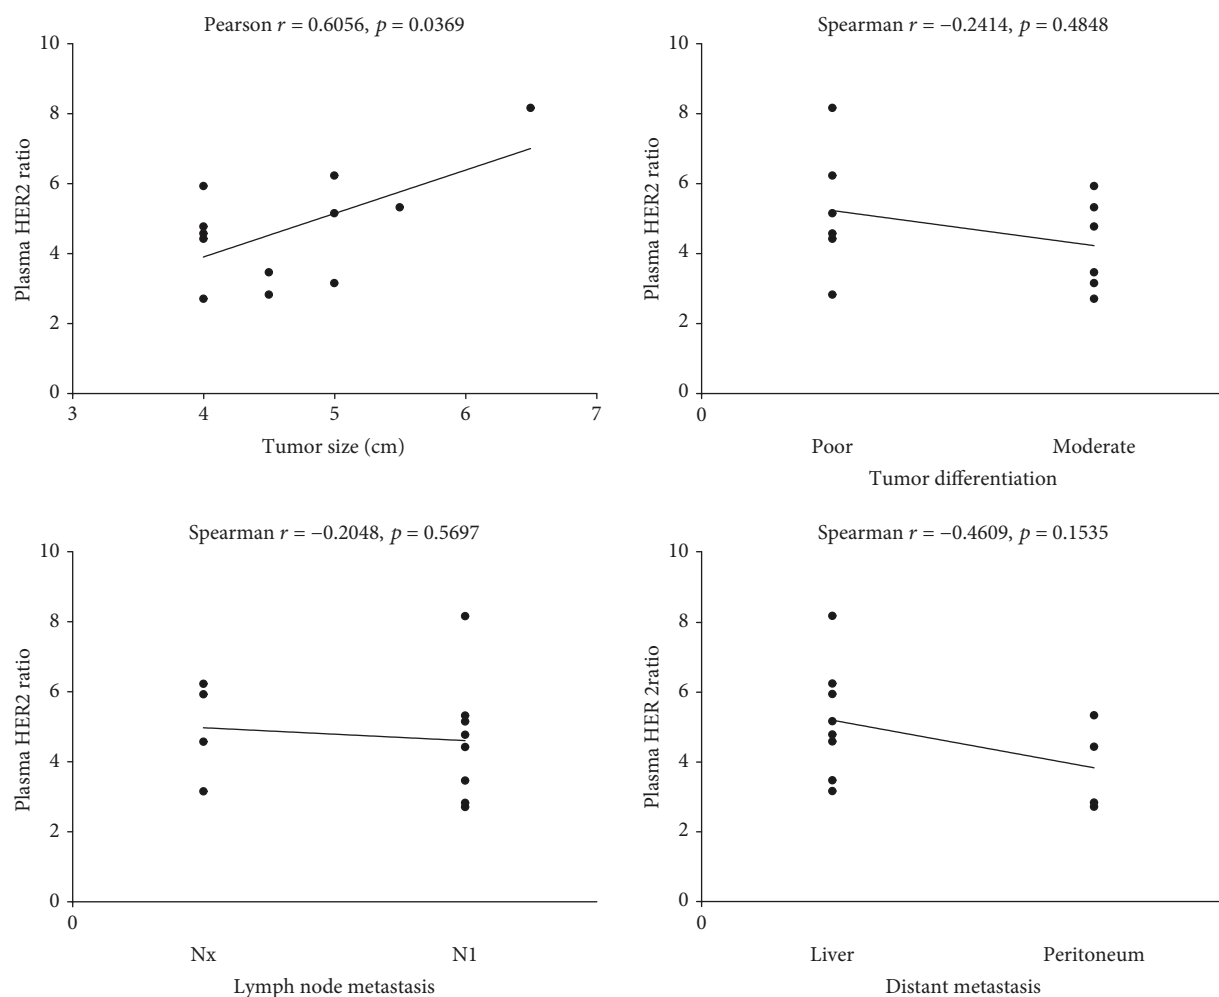 Pearson r = 0.6056, p = 0.0369
10
8
6
4
2
0
Plasma HER2 ratio
3
4
5
6
7
Tumor size (cm)
Spearman r = −0.2414, p = 0.4848
10
8
6
4
2
0
Plasma HER2 ratio
0
Poor
Moderate
Tumor differentiation
Spearman r = −0.2048, p = 0.5697
10
8
6
4
2
0
Plasma HER2 ratio
0
Nx
N1
Lymph node metastasis
Spearman r = −0.4609, p = 0.1535
10
8
6
4
2
0
Plasma HER 2ratio
0
Liver
Peritoneum
Distant metastasis